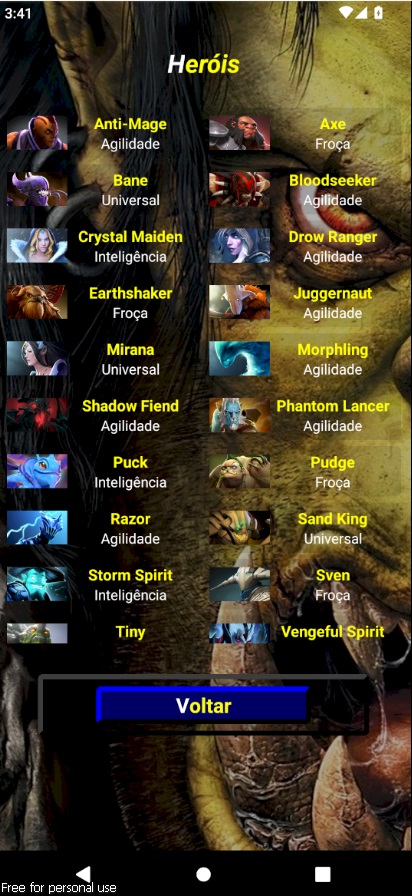 3:41
Heróis
Anti-Mage
Agilidade
Axe
Froça
Bane
Universal
Bloodseeker
Agilidade
Crystal Maiden
Inteligência
Drow Ranger
Agilidade
Earthshaker
Froça
Juggernaut
Agilidade
Mirana
Universal
Morphling
Agilidade
Shadow Fiend
Agilidade
Phantom Lancer
Agilidade
Puck
Inteligência
Pudge
Froça
Razor
Agilidade
Sand King
Universal
Storm Spirit
Inteligência
Sven
Froça
Tiny
Vengeful Spirit
Voltar
Free for personal use